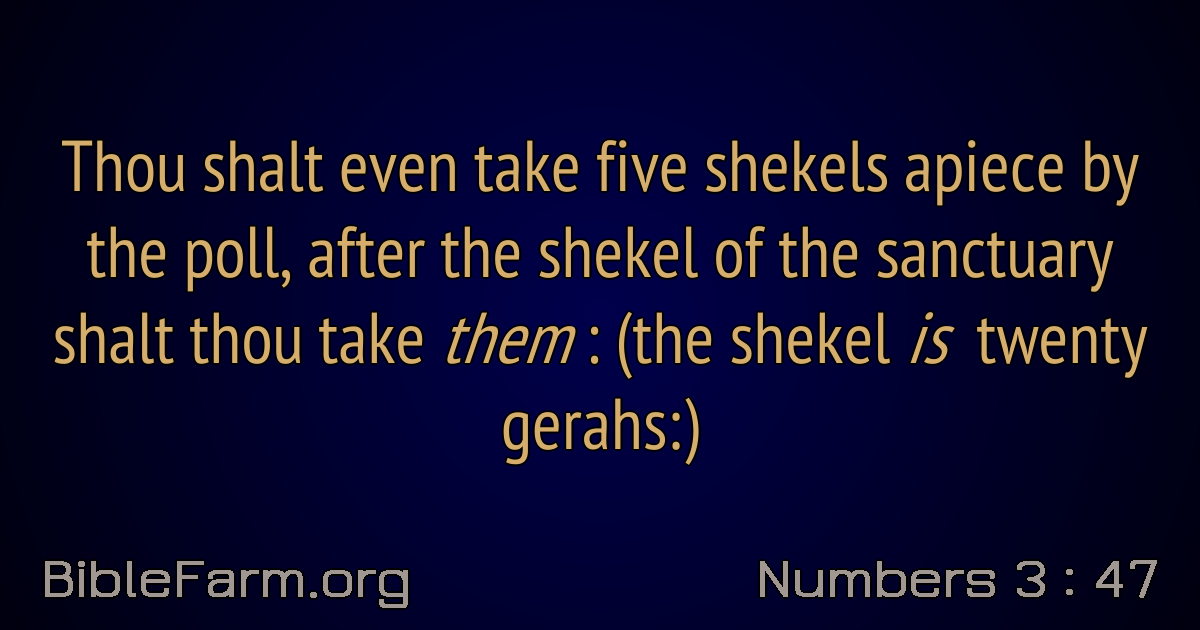 Thou shalt even take five shekels apiece by
the poll, after the shekel of the sanctuary
shalt thou take them : (the shekel is twenty
gerahs:)
BibleFarm.org
Numbers 3 : 47